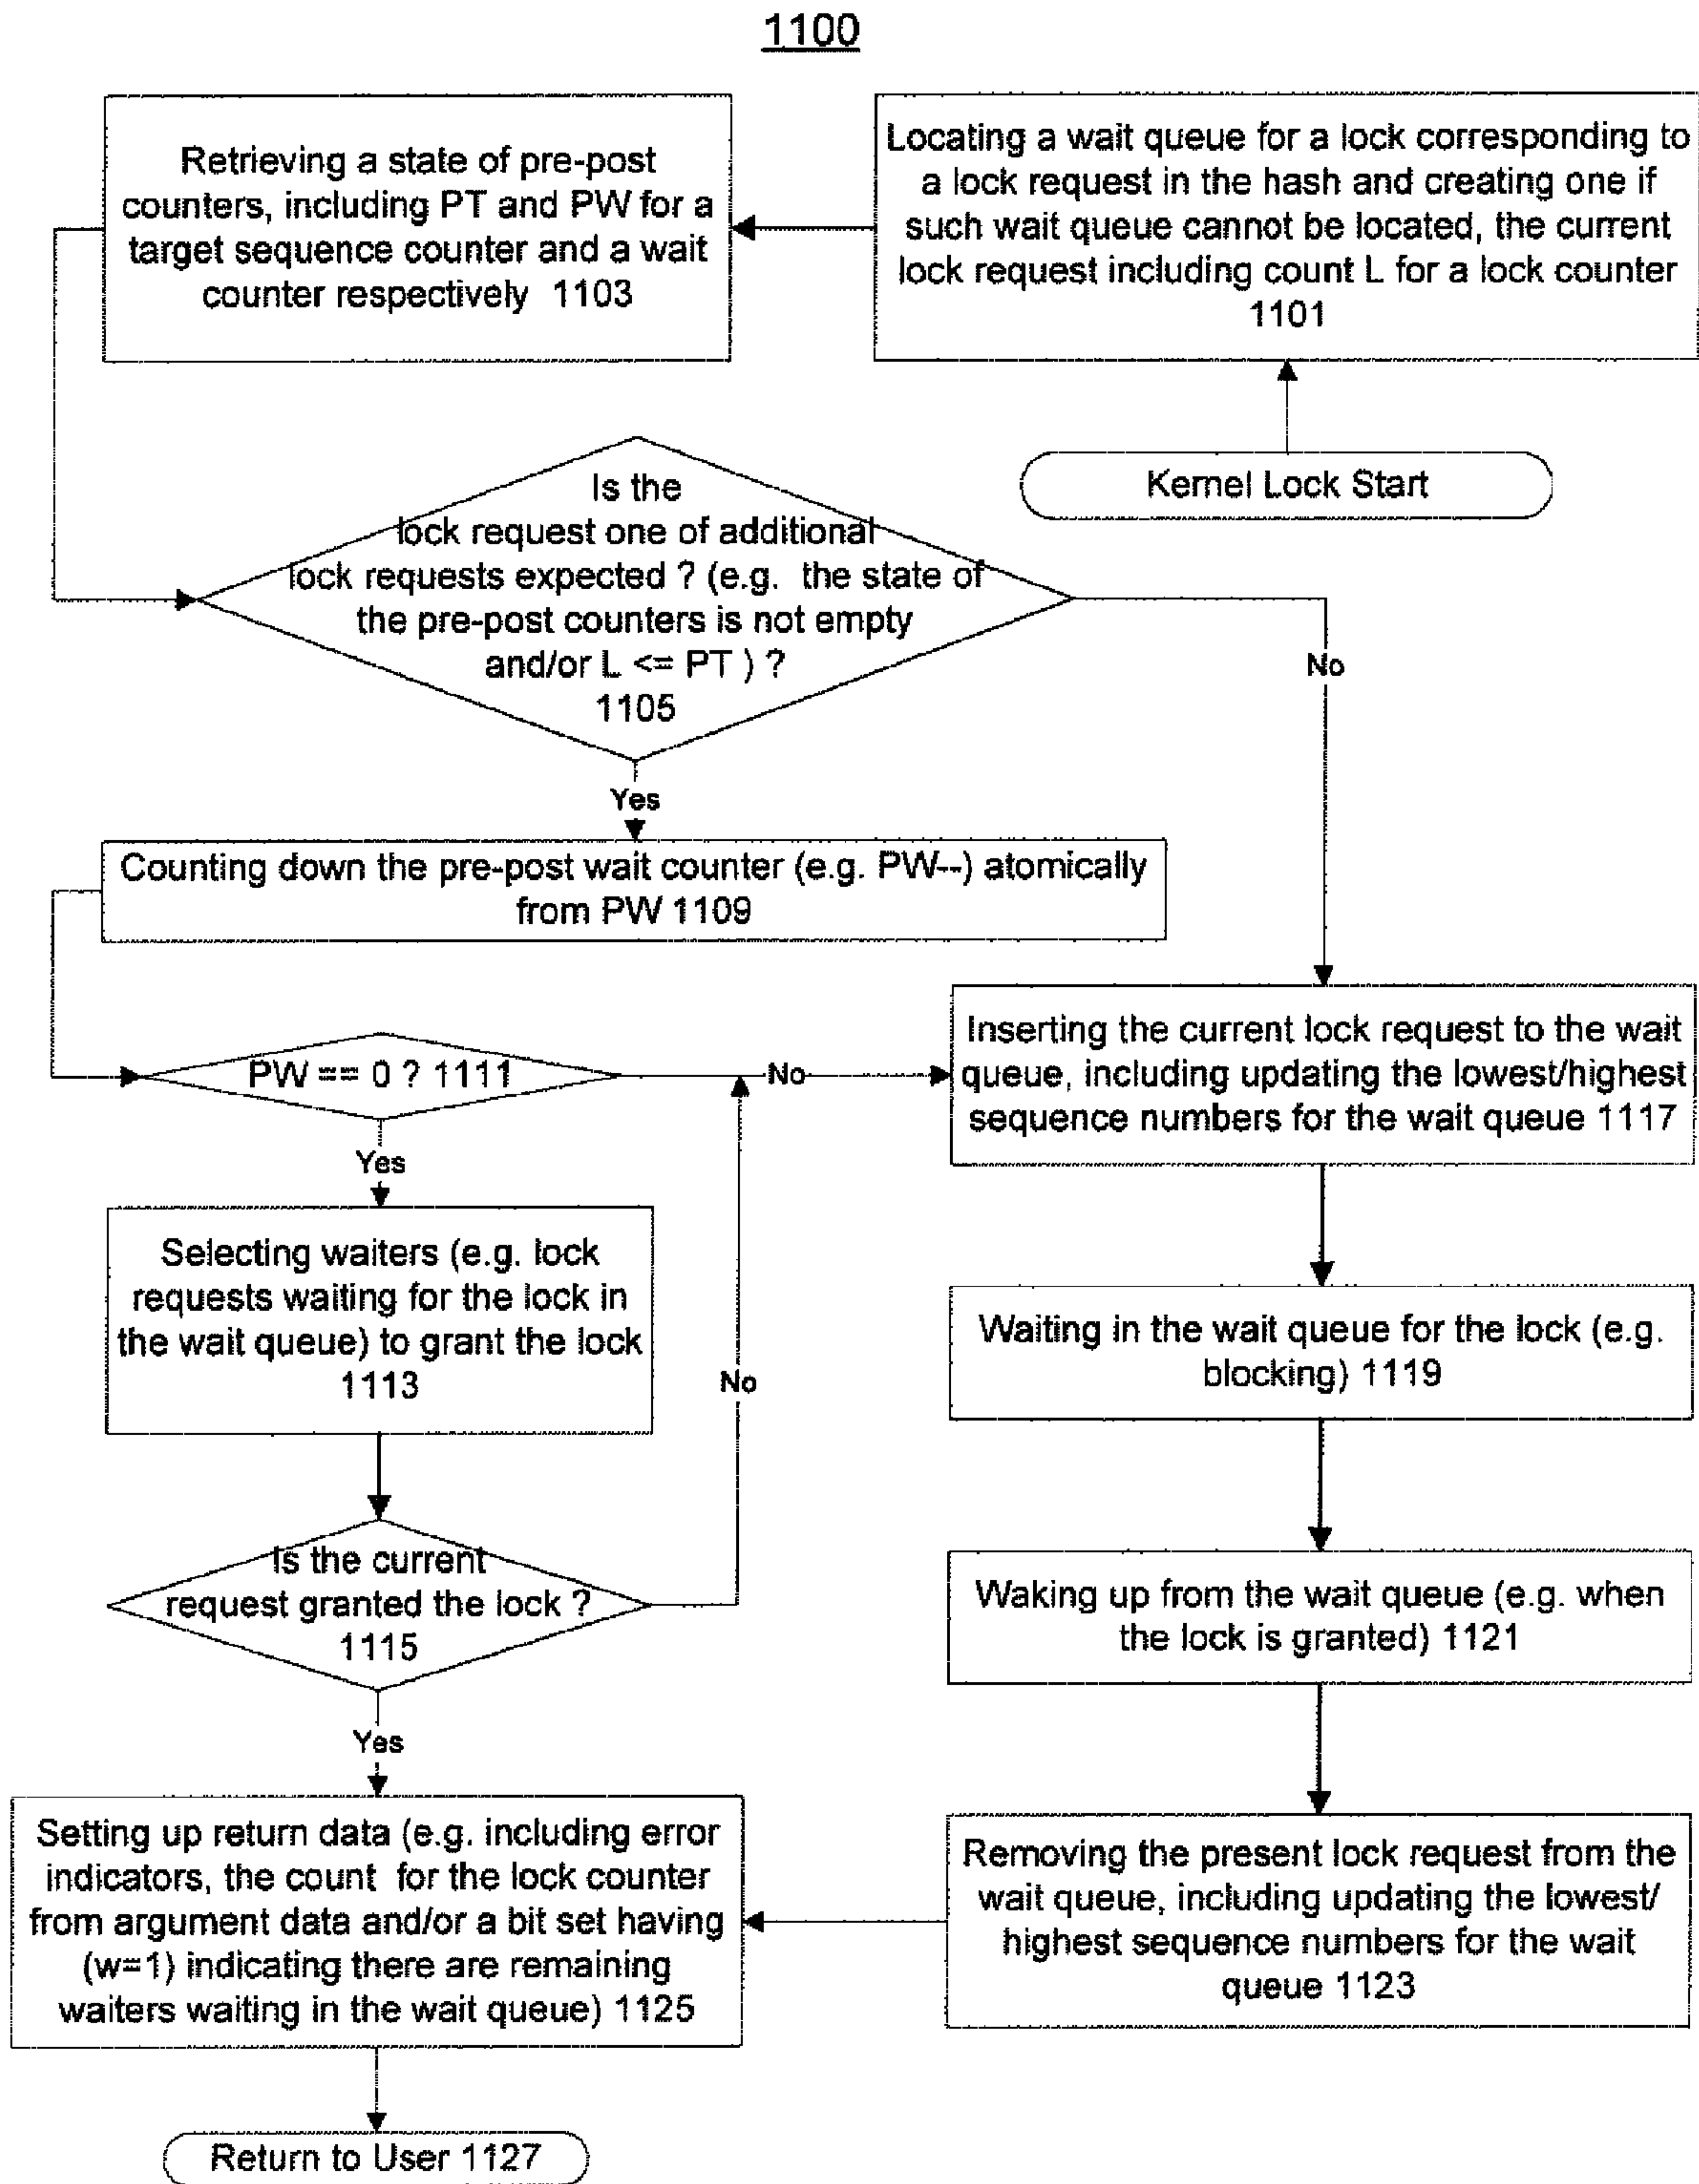 1100
Kernel Lock Start
Locating a wait queue for a lock corresponding to
a lock request in the hash and creating one if
such wait queue cannot be located, the current
lock request including count L for a lock counter
1101
Retrieving a state of pre-post
counters, including PT and PW for a
target sequence counter and a wait
counter respectively 1103
Is the
lock request one of additional
lock requests expected ? (e.g. the state of
the pre-post counters is not empty
and/or L <= PT ) ?
1105
No
Yes
Counting down the pre-post wait counter (e.g. PW--) atomically
from PW 1109
PW == 0 ? 1111
No
Yes
Selecting waiters (e.g. lock
requests waiting for the lock in
the wait queue) to grant the lock
1113
No
Is the current
request granted the lock ?
1115
Yes
Inserting the current lock request to the wait
queue, including updating the lowest/highest
sequence numbers for the wait queue 1117
Waiting in the wait queue for the lock (e.g.
blocking) 1119
Waking up from the wait queue (e.g. when
the lock is granted) 1121
Removing the present lock request from the
wait queue, including updating the lowest/
highest sequence numbers for the wait
queue 1123
Setting up return data (e.g. including error
indicators, the count for the lock counter
from argument data and/or a bit set having
(w=1) indicating there are remaining
waiters waiting in the wait queue) 1125
Return to User 1127